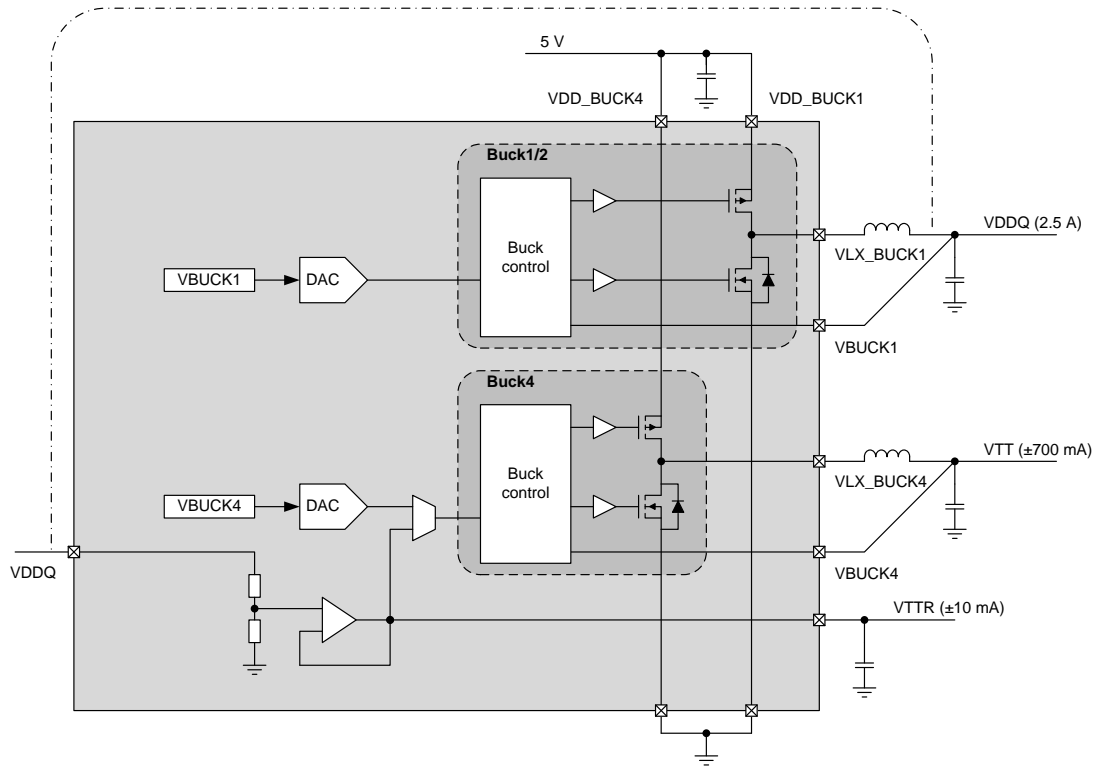 5 V
VDD_BUCK4
VDD_BUCK1
Buck1/2
Buck
control
VDDQ (2.5 A)
VLX_BUCK1
VBUCK1
DAC
VBUCK1
Buck4
Buck
control
VTT (±700 mA)
VLX_BUCK4
VBUCK4
DAC
VDDQ
VBUCK4
VTTR (±10 mA)